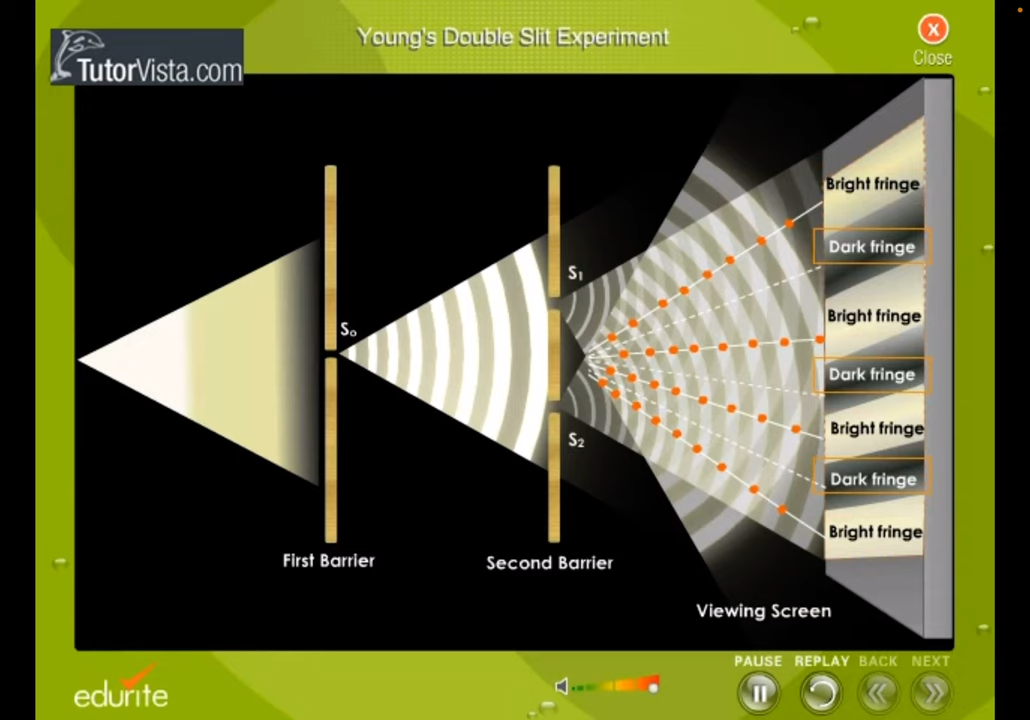 Young's Double Slit Experiment
X
Close
TutorVista.com
Bright fringe
Dark fringe
S₁
Bright fringe
S₀
Dark fringe
Bright fringe
S₂
Dark fringe
Bright fringe
First Barrier
Second Barrier
Viewing Screen
PAUSE REPLAY BACK NEXT
edurite